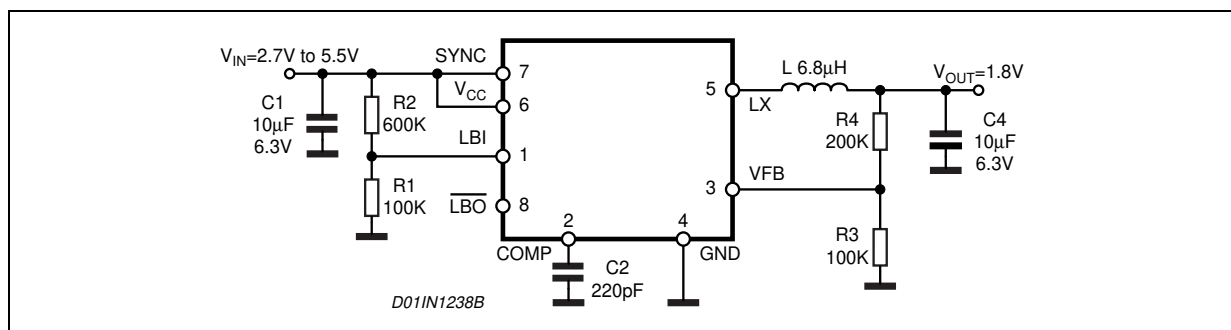 V_IN=2.7V to 5.5V
SYNC
7
V_CC
6
C1
10μF
6.3V
R2
600K
LBI
1
R1
100K
LBO
8
COMP
2
C2
220pF
4
GND
5
LX
L 6.8μH
V_OUT=1.8V
R4
200K
C4
10μF
6.3V
VFB
3
R3
100K
D01IN1238B